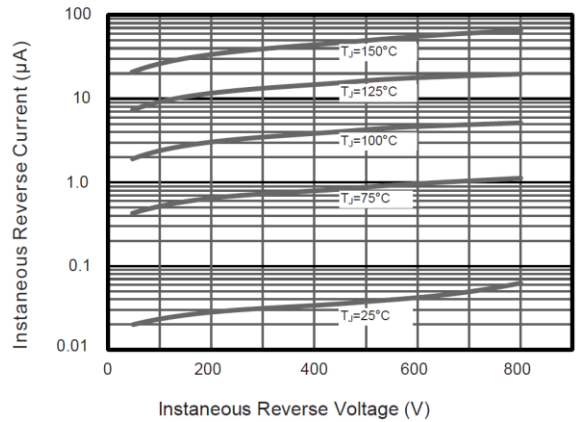 Instaneous Reverse Current (μA)
100
10
1.0
0.1
0.01
TJ=150°C
TJ=125°C
TJ=100°C
TJ=75°C
TJ=25°C
0
200
400
600
800
Instaneous Reverse Voltage (V)